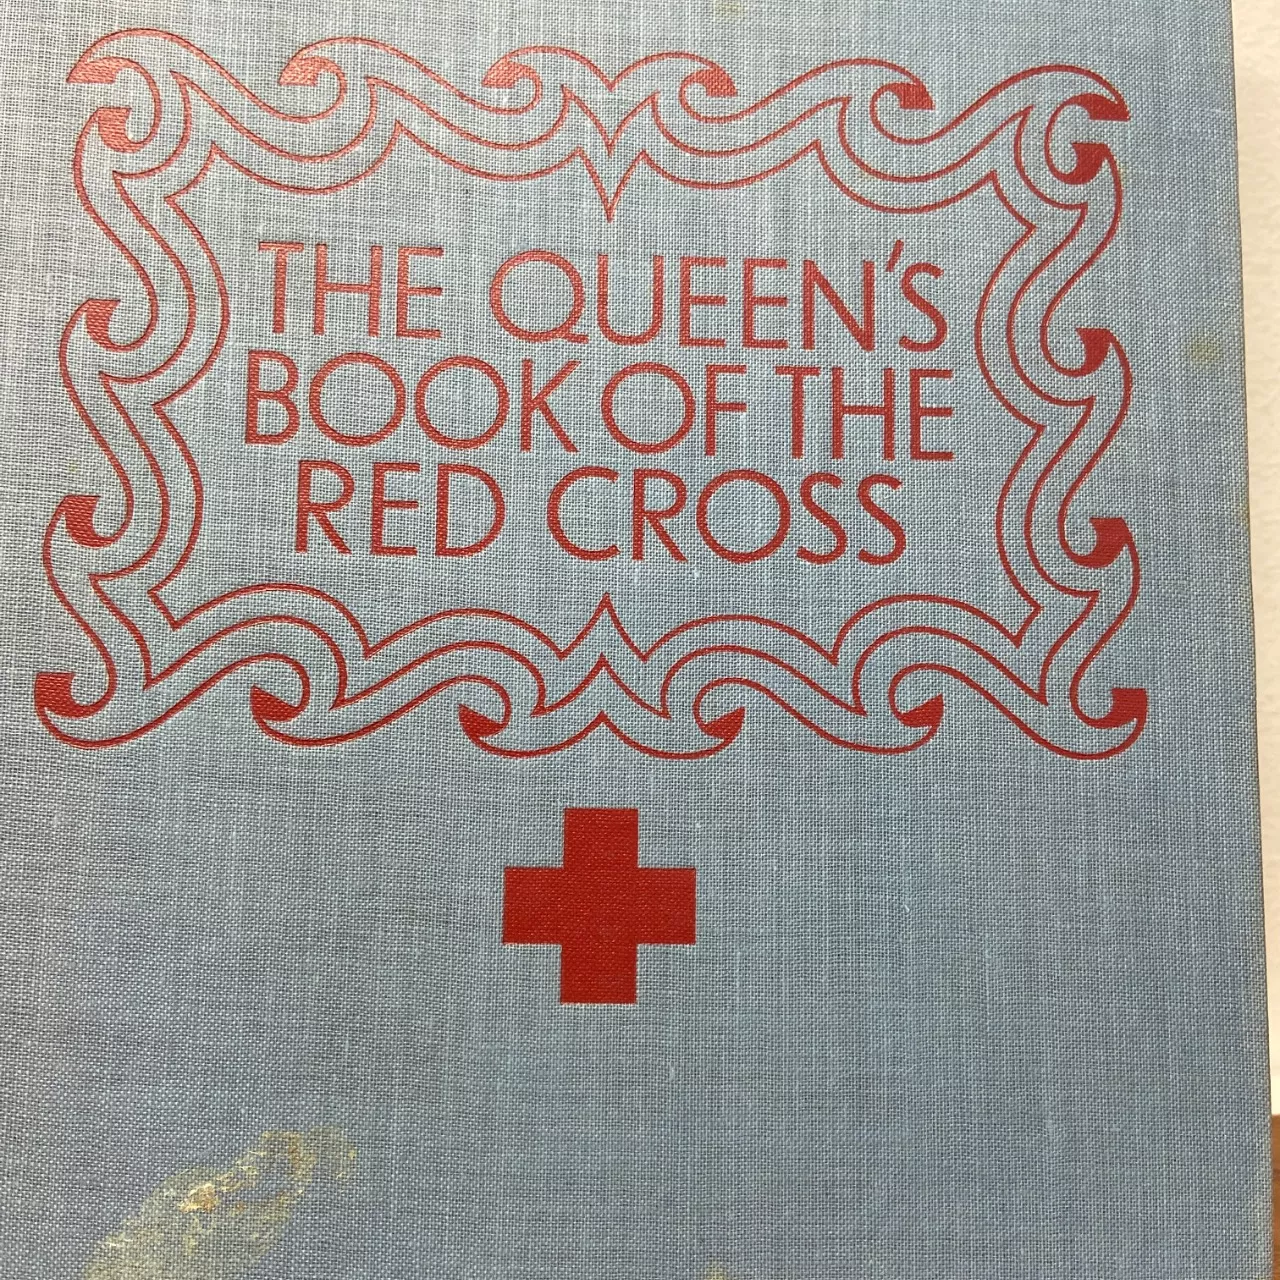 THE QUEEN'S
BOOK OF THE
RED CROSS